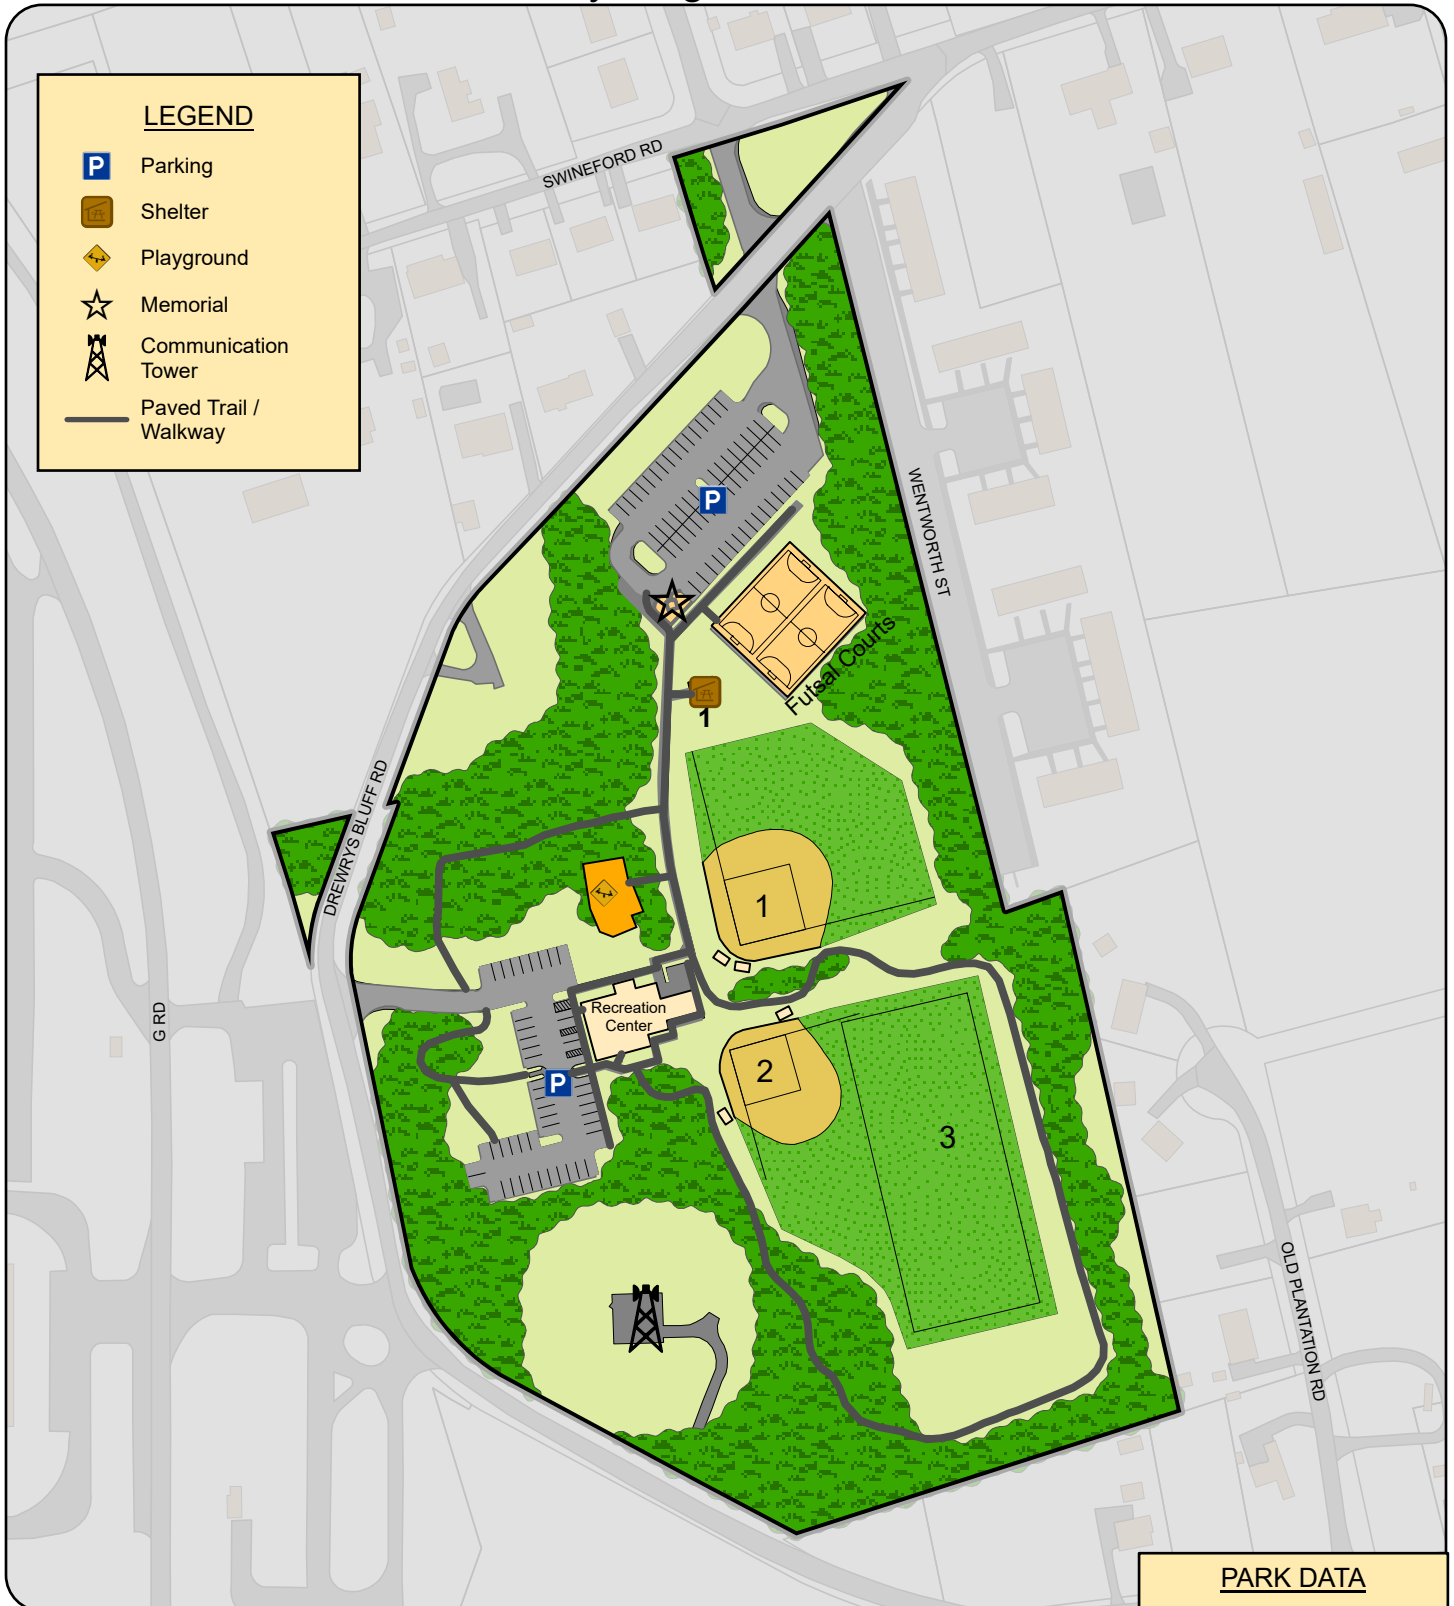 LEGEND
P
Parking
Shelter
Playground
Memorial
Communication
Tower
Paved Trail /
Walkway
SWINEFORD RD
WENTWORTH ST
P
Futsal Courts
1
DREWRYS BLUFF RD
1
G RD
Recreation
Center
2
P
3
OLD PLANTATION RD
PARK DATA